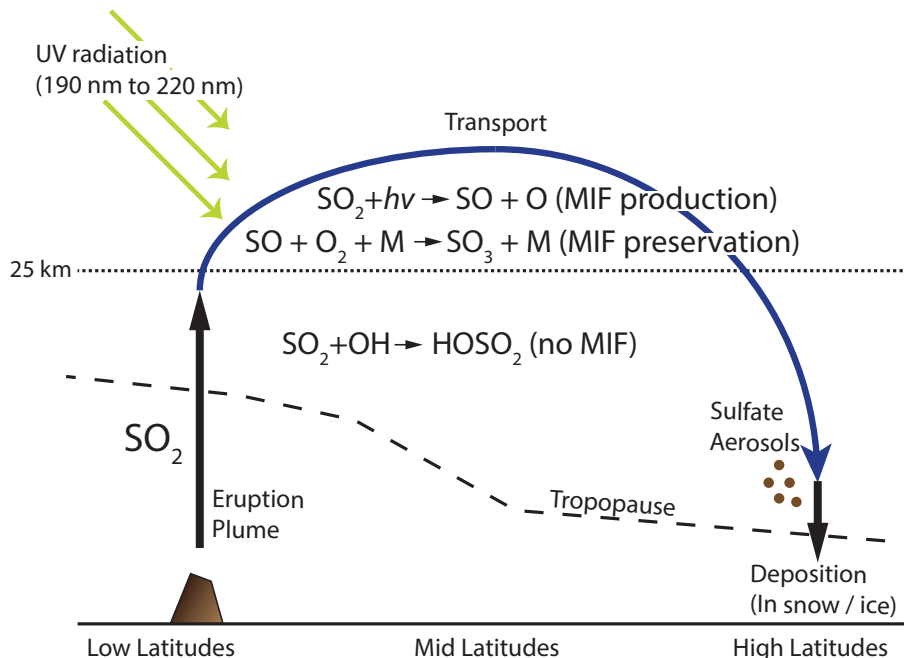 UV radiation
(190 nm to 220 nm)
Transport
SO₂+hv → SO + O (MIF production)
SO + O₂ + M → SO₃ + M (MIF preservation)
25 km
SO₂+OH → HOSO₂ (no MIF)
SO₂
Sulfate
Aerosols
Eruption
Plume
Tropopause
Deposition
(In snow / ice)
Low Latitudes
Mid Latitudes
High Latitudes